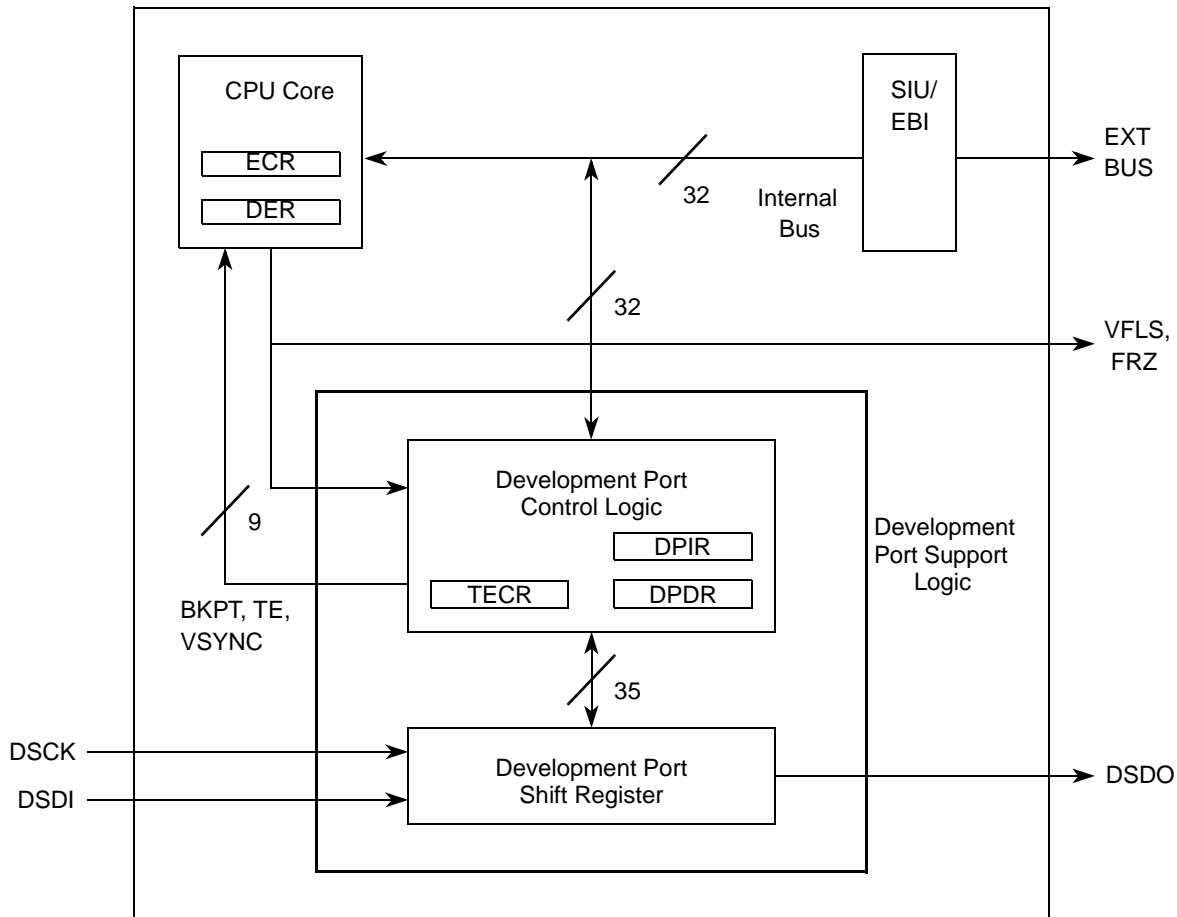 CPU Core
ECR
DER
SIU/
EBI
EXT
BUS
32
Internal
Bus
32
VFLS,
FRZ
Development Port
Control Logic
DPIR
TECR
DPDR
Development
Port Support
Logic
9
BKPT, TE,
VSYNC
35
DSCK
DSDI
Development Port
Shift Register
DSDO